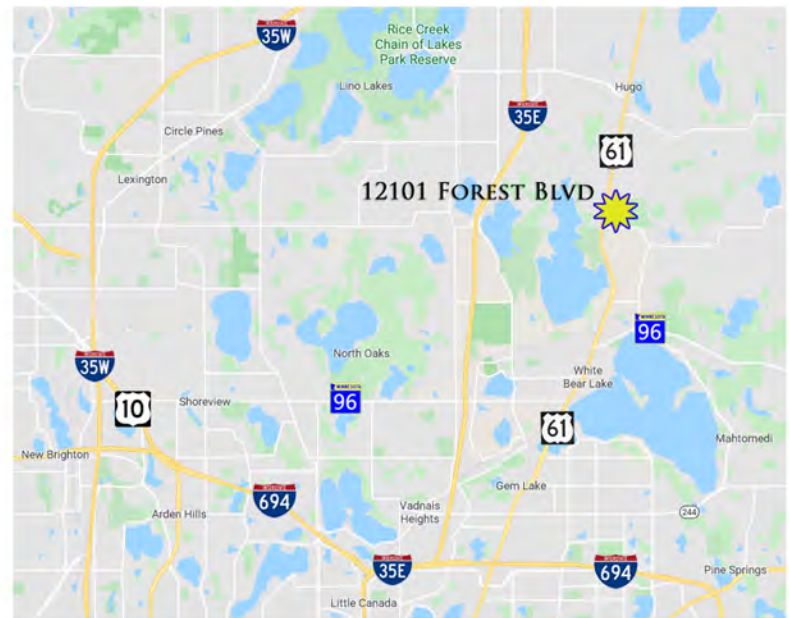 35W
Rice Creek
Chain of Lakes
Park Reserve
Lino Lakes
Hugo
35E
Circle Pines
61
Lexington
12101 Forest Blvd
96
North Oaks
35W
White
Bear Lake
96
10
Shoreview
61
Mahtomedi
New Brighton
Gem Lake
694
Arden Hills
Vadnais
Heights
244
35E
694
Pine Springs
Little Canada